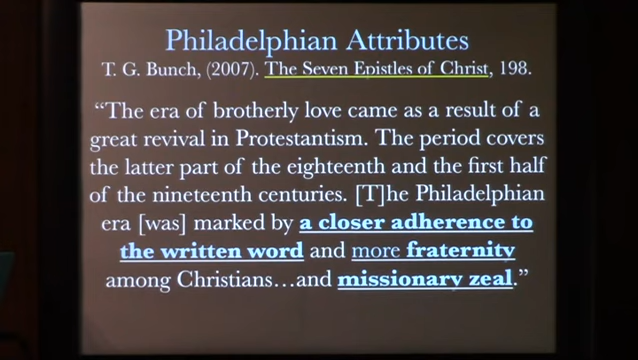 Philadelphian Attributes
T. G. Bunch, (2007). The Seven Epistles of Christ, 198.
“The era of brotherly love came as a result of a
great revival in Protestantism. The period covers
the latter part of the eighteenth and the first half
of the nineteenth centuries. [T]he Philadelphian
era [was] marked by a closer adherence to
the written word and more fraternity
among Christians…and missionary zeal.”